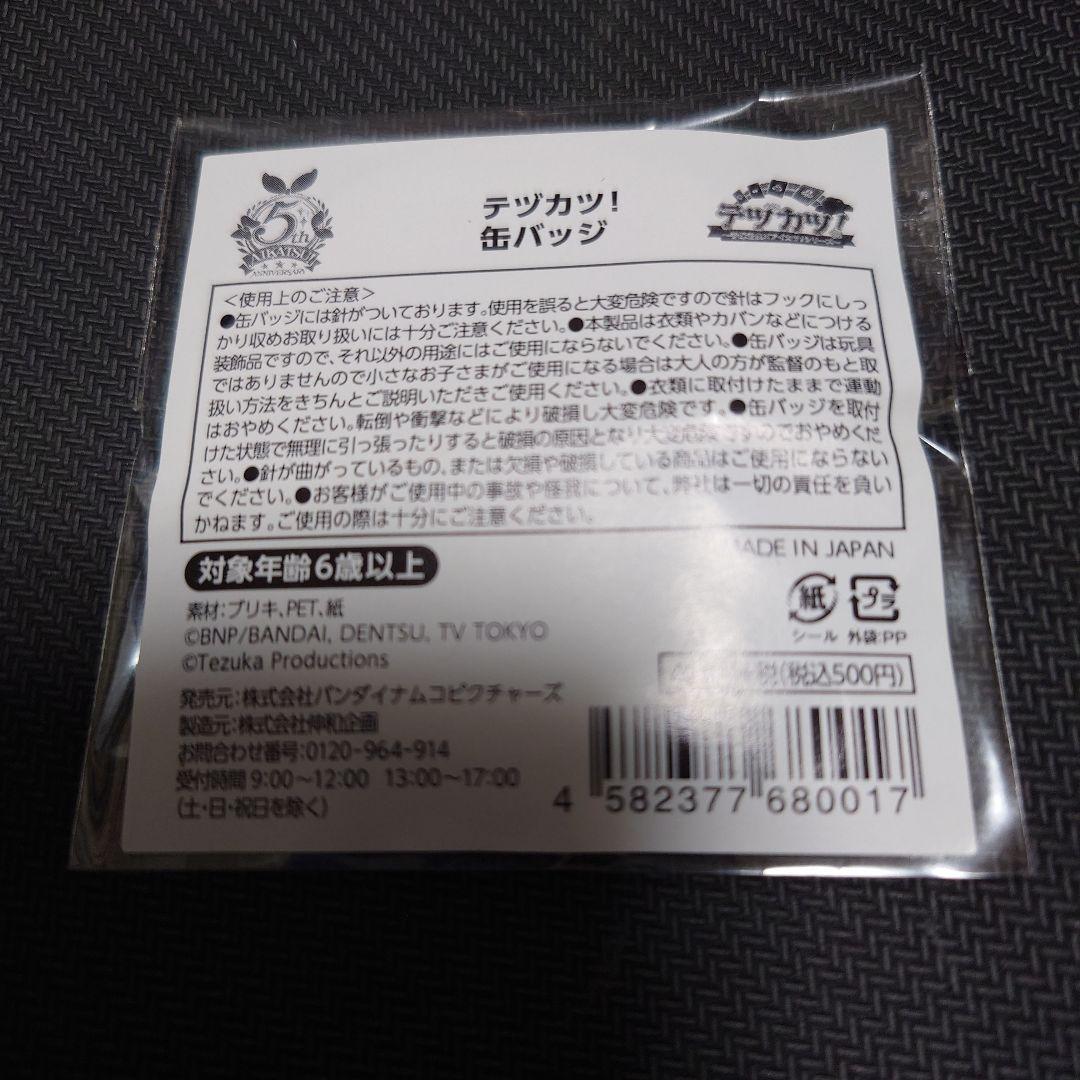 5th
AIKATSU!
ANNIVERSARY
テヅカツ!
缶バッジ
テヅカツ!
<使用上のご注意>
●缶バッジには針がついております。使用を誤ると大変危険ですので針はフックにしっ
かり収めお取り扱いには十分ご注意ください。●本製品は衣類やカバンなどにつける
装飾品ですので、それ以外の用途にはご使用にならないでください。●缶バッジは玩具
ではありませんので小さなお子さまがご使用になる場合は大人の方が監督のもと取
扱い方法をきちんとご説明いただきご使用ください。●衣類に取付けたままで運動
はおやめください。転倒や衝撃などにより破損し大変危険です。●缶バッジを取付
けた状態で無理に引っ張ったりすると破損の原因となり大変危険ですのでおやめくだ
さい。●針が曲がっているもの、または欠損や破損している商品はご使用にならない
でください。●お客様がご使用中の事故や怪我について、弊社は一切の責任を負い
かねます。ご使用の際は十分にご注意ください。
対象年齢6歳以上
MADE IN JAPAN
素材:ブリキ、PET、紙
©BNP/BANDAI, DENTSU, TV TOKYO
©Tezuka Productions
紙
プラ
シール 外袋:PP
税(税込500円)
発売元:株式会社バンダイナムコピクチャーズ
製造元:株式会社伸和企画
お問合わせ番号:0120-964-914
受付時間 9:00~12:00 13:00~17:00
(土・日・祝日を除く)
4 582377 680017